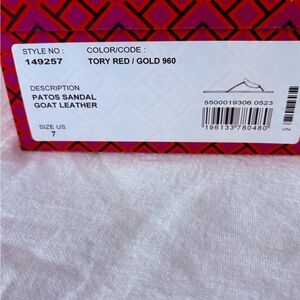 STYLE NO : COLOR/CODE :
149257 TORY RED / GOLD 960
DESCRIPTION
PATOS SANDAL
GOAT LEATHER
5500019306 0523
SIZE US
7
196133 780480
VN